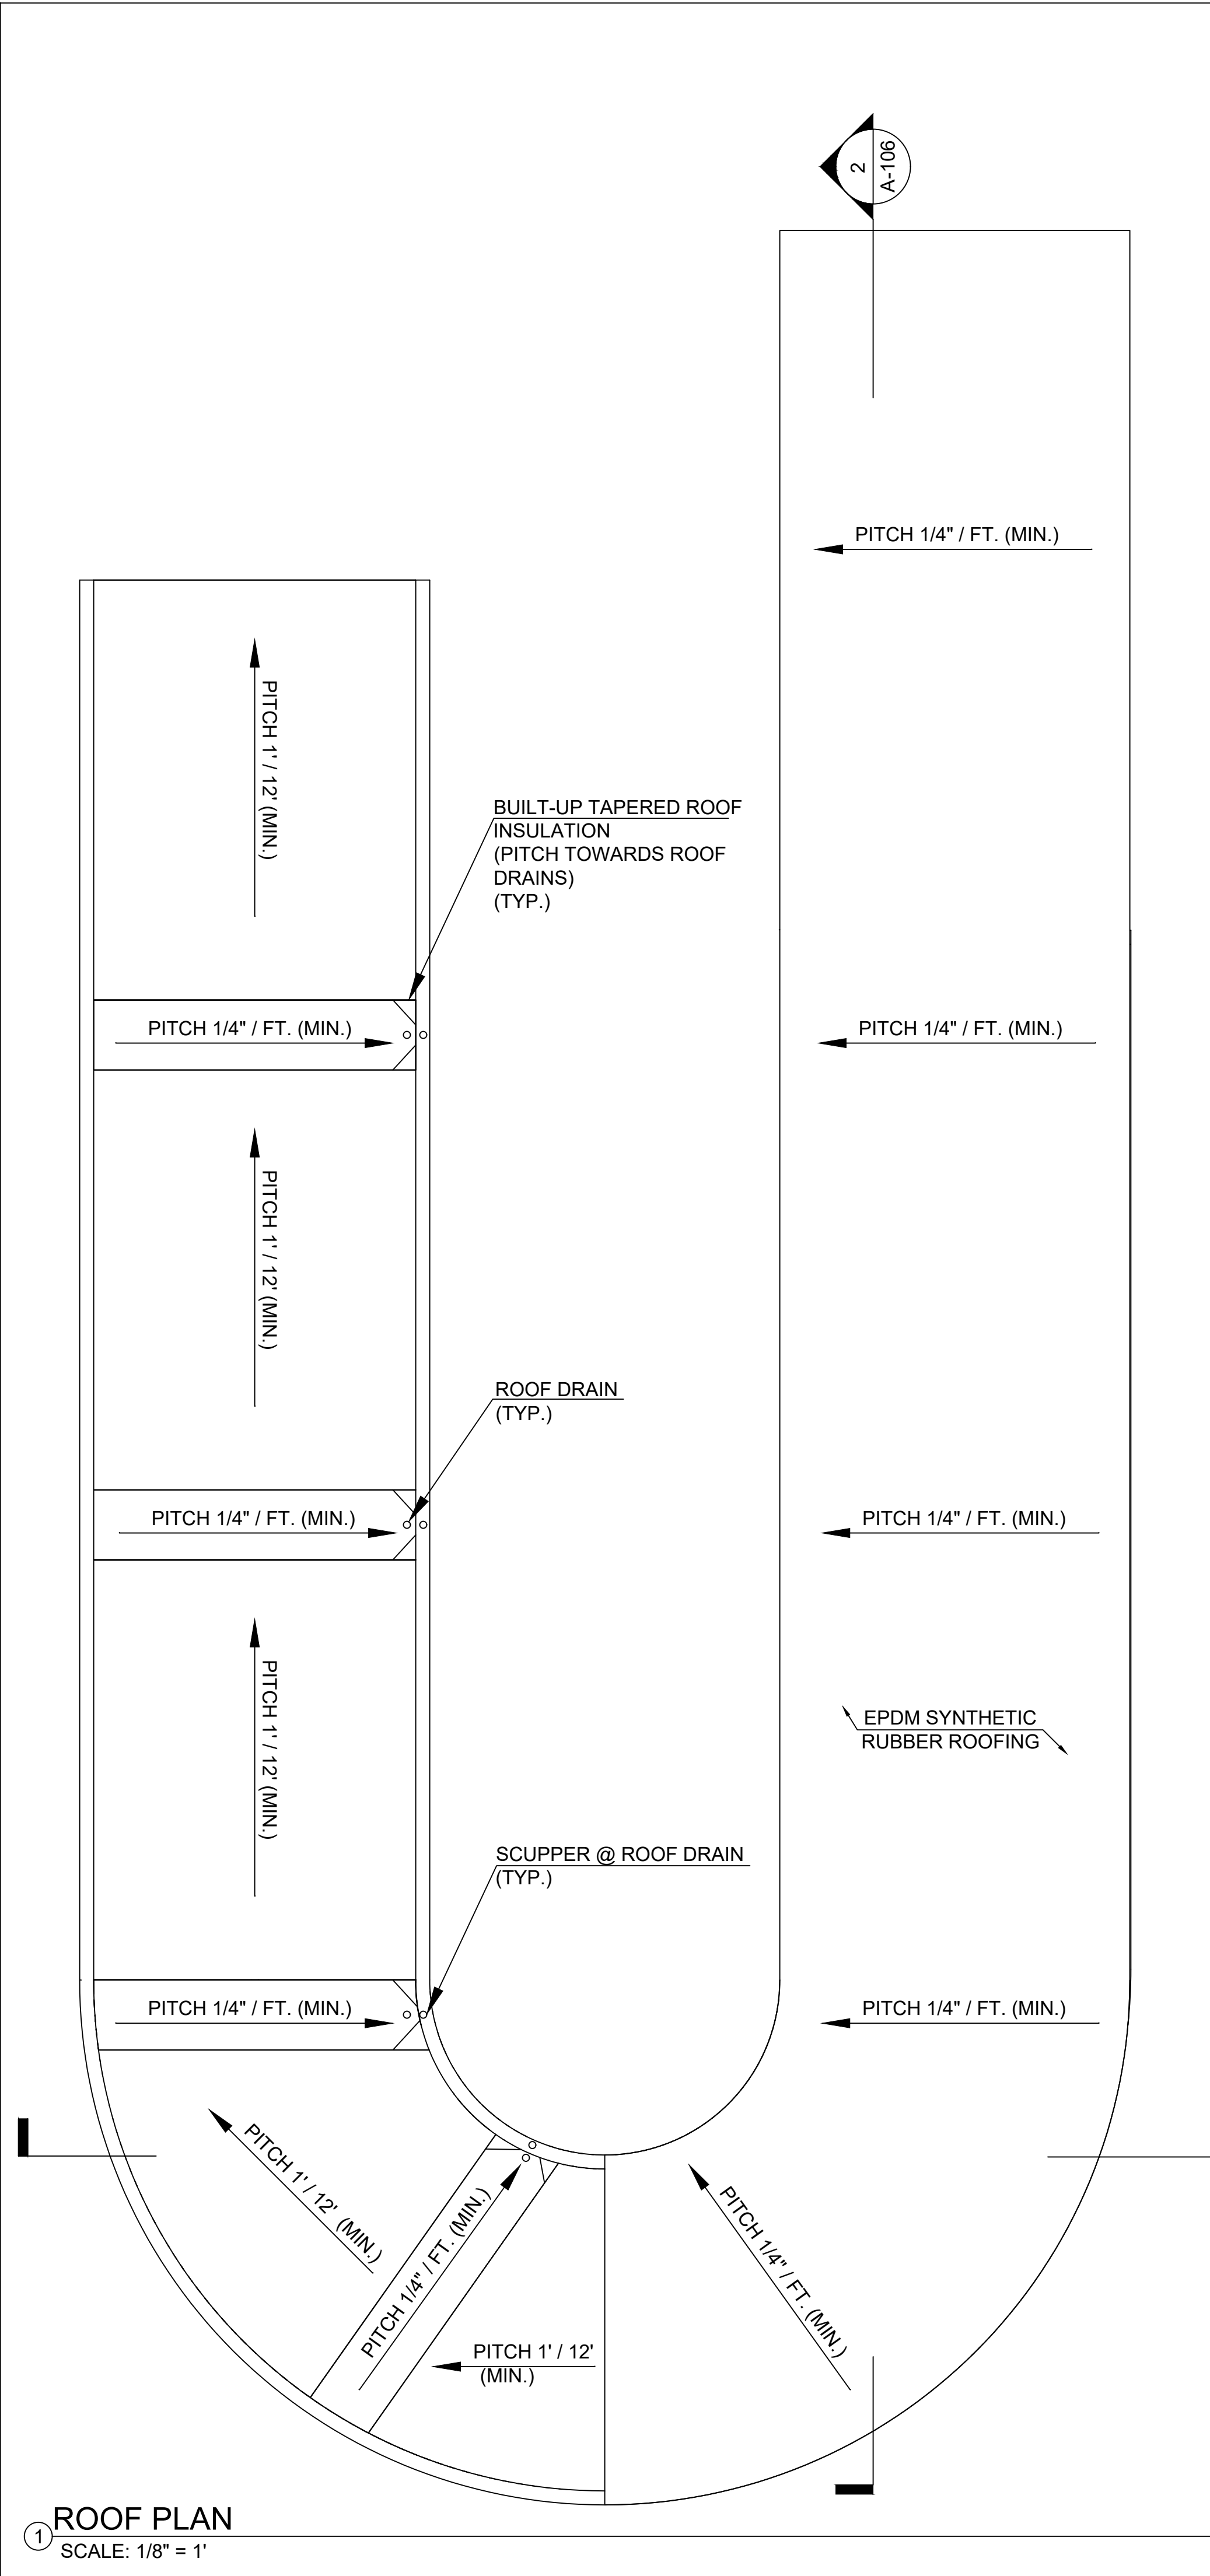 2
A-106
PITCH 1/4" / FT. (MIN.)
PITCH 1' / 12' (MIN.)
BUILT-UP TAPERED ROOF
INSULATION
(PITCH TOWARDS ROOF
DRAINS)
(TYP.)
PITCH 1/4" / FT. (MIN.)
PITCH 1/4" / FT. (MIN.)
PITCH 1' / 12' (MIN.)
ROOF DRAIN
(TYP.)
PITCH 1/4" / FT. (MIN.)
PITCH 1/4" / FT. (MIN.)
PITCH 1' / 12' (MIN.)
EPDM SYNTHETIC
RUBBER ROOFING
SCUPPER @ ROOF DRAIN
(TYP.)
PITCH 1/4" / FT. (MIN.)
PITCH 1/4" / FT. (MIN.)
PITCH 1' / 12' (MIN.)
PITCH 1/4" / FT. (MIN.)
PITCH 1/4" / FT. (MIN.)
PITCH 1' / 12'
(MIN.)
1
ROOF PLAN
SCALE: 1/8" = 1'